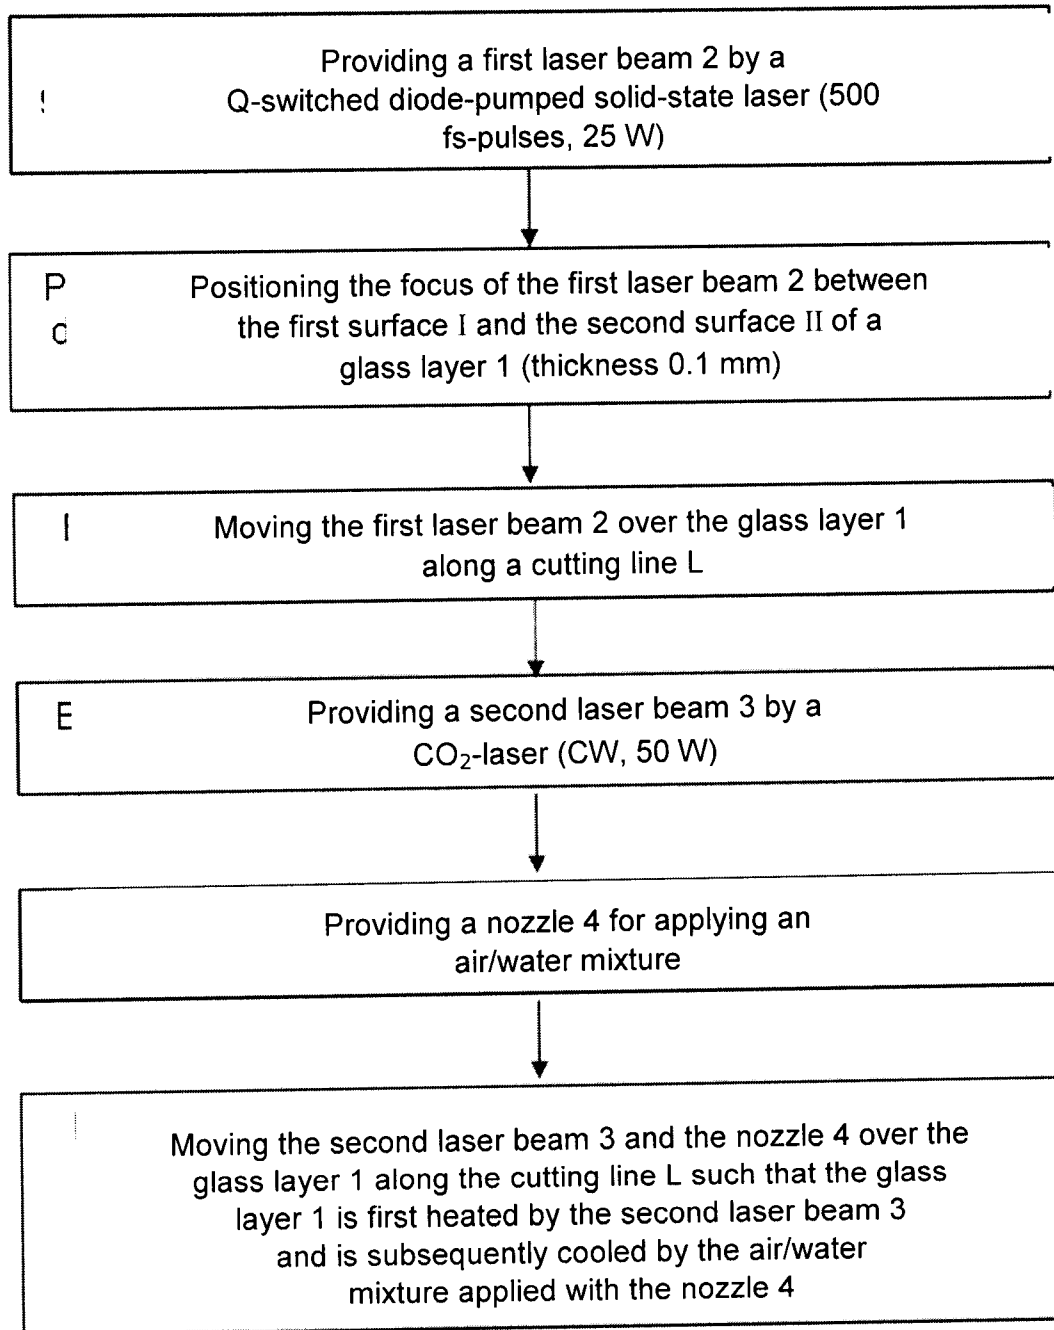 Providing a first laser beam 2 by a
Q-switched diode-pumped solid-state laser (500
fs-pulses, 25 W)
P
Positioning the focus of the first laser beam 2 between
the first surface I and the second surface II of a
glass layer 1 (thickness 0.1 mm)
Moving the first laser beam 2 over the glass layer 1
along a cutting line L
E
Providing a second laser beam 3 by a
CO₂-laser (CW, 50 W)
Providing a nozzle 4 for applying an
air/water mixture
Moving the second laser beam 3 and the nozzle 4 over the
glass layer 1 along the cutting line L such that the glass
layer 1 is first heated by the second laser beam 3
and is subsequently cooled by the air/water
mixture applied with the nozzle 4